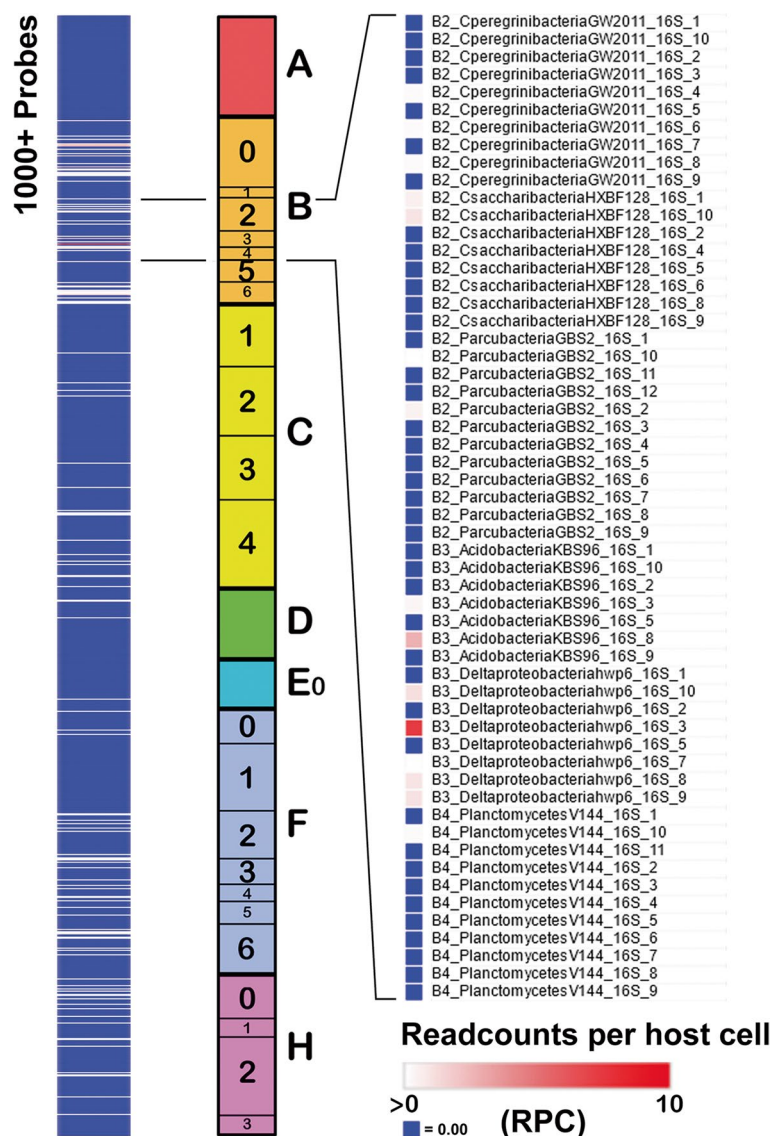 1000+ Probes
A
0
1
2
3
4
5
6
B
1
2
3
4
C
D
E0
0
1
2
3
4
5
6
F
0
1
2
3
H
B2_CperegrinibacteriaGW2011_16S_1
B2_CperegrinibacteriaGW2011_16S_10
B2_CperegrinibacteriaGW2011_16S_2
B2_CperegrinibacteriaGW2011_16S_3
B2_CperegrinibacteriaGW2011_16S_4
B2_CperegrinibacteriaGW2011_16S_5
B2_CperegrinibacteriaGW2011_16S_6
B2_CperegrinibacteriaGW2011_16S_7
B2_CperegrinibacteriaGW2011_16S_8
B2_CperegrinibacteriaGW2011_16S_9
B2_CsaccharibacteriaHXBF128_16S_1
B2_CsaccharibacteriaHXBF128_16S_10
B2_CsaccharibacteriaHXBF128_16S_2
B2_CsaccharibacteriaHXBF128_16S_4
B2_CsaccharibacteriaHXBF128_16S_5
B2_CsaccharibacteriaHXBF128_16S_6
B2_CsaccharibacteriaHXBF128_16S_8
B2_CsaccharibacteriaHXBF128_16S_9
B2_ParcubacteriaGBS2_16S_1
B2_ParcubacteriaGBS2_16S_10
B2_ParcubacteriaGBS2_16S_11
B2_ParcubacteriaGBS2_16S_12
B2_ParcubacteriaGBS2_16S_2
B2_ParcubacteriaGBS2_16S_3
B2_ParcubacteriaGBS2_16S_4
B2_ParcubacteriaGBS2_16S_5
B2_ParcubacteriaGBS2_16S_6
B2_ParcubacteriaGBS2_16S_7
B2_ParcubacteriaGBS2_16S_8
B2_ParcubacteriaGBS2_16S_9
B3_AcidobacteriaKBS96_16S_1
B3_AcidobacteriaKBS96_16S_10
B3_AcidobacteriaKBS96_16S_2
B3_AcidobacteriaKBS96_16S_3
B3_AcidobacteriaKBS96_16S_5
B3_AcidobacteriaKBS96_16S_8
B3_AcidobacteriaKBS96_16S_9
B3_Deltaproteobacteriahwp6_16S_1
B3_Deltaproteobacteriahwp6_16S_10
B3_Deltaproteobacteriahwp6_16S_2
B3_Deltaproteobacteriahwp6_16S_3
B3_Deltaproteobacteriahwp6_16S_5
B3_Deltaproteobacteriahwp6_16S_7
B3_Deltaproteobacteriahwp6_16S_8
B3_Deltaproteobacteriahwp6_16S_9
B4_PlanctomycetesV144_16S_1
B4_PlanctomycetesV144_16S_10
B4_PlanctomycetesV144_16S_11
B4_PlanctomycetesV144_16S_2
B4_PlanctomycetesV144_16S_3
B4_PlanctomycetesV144_16S_4
B4_PlanctomycetesV144_16S_5
B4_PlanctomycetesV144_16S_6
B4_PlanctomycetesV144_16S_7
B4_PlanctomycetesV144_16S_8
B4_PlanctomycetesV144_16S_9
Readcounts per host cell
>0 10
(RPC)
= 0.00